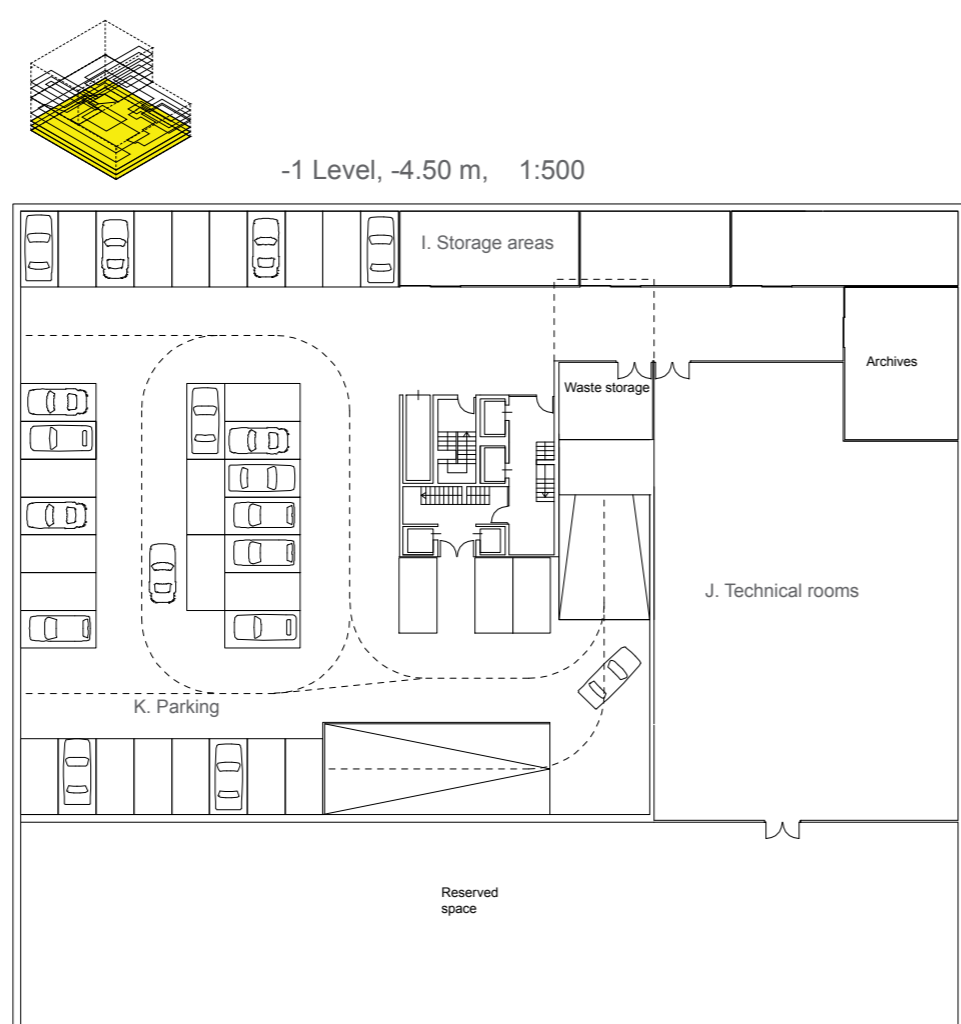 -1 Level, -4.50 m, 1:500
I. Storage areas
Archives
Waste storage
J. Technical rooms
K. Parking
Reserved
space